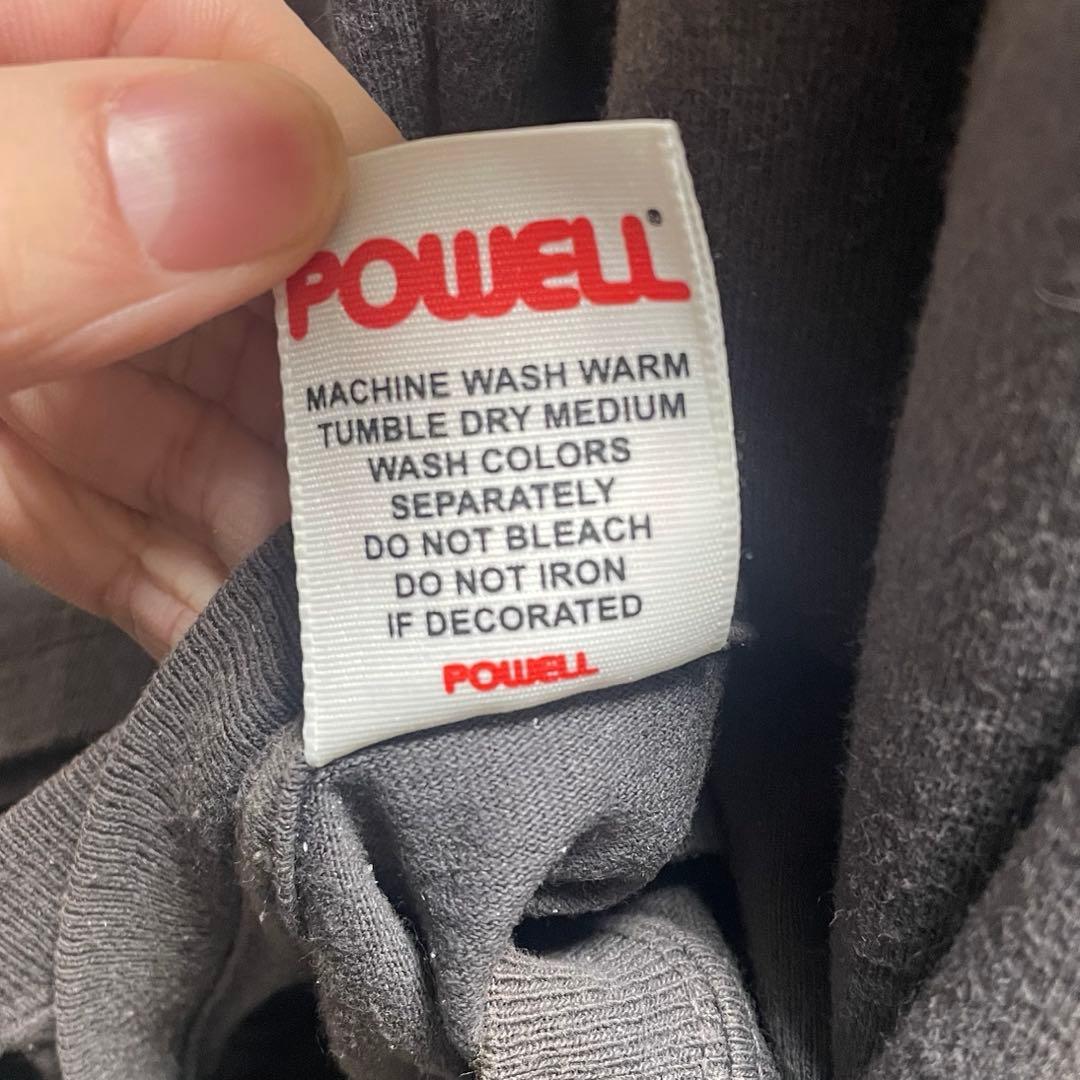 POWELL®
MACHINE WASH WARM
TUMBLE DRY MEDIUM
WASH COLORS
SEPARATELY
DO NOT BLEACH
DO NOT IRON
IF DECORATED
POWELL